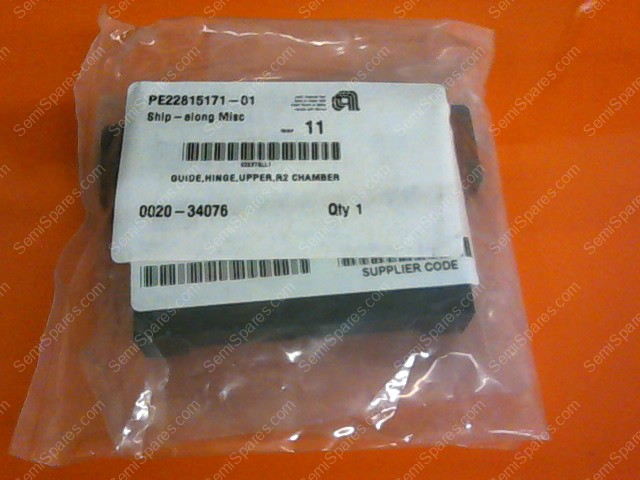 PE22815171-01
Ship-along Misc
11
GUIDE,HINGE,UPPER,R2 CHAMBER
0020-34076 Qty 1
SUPPLIER CODE
SemiSpares.com